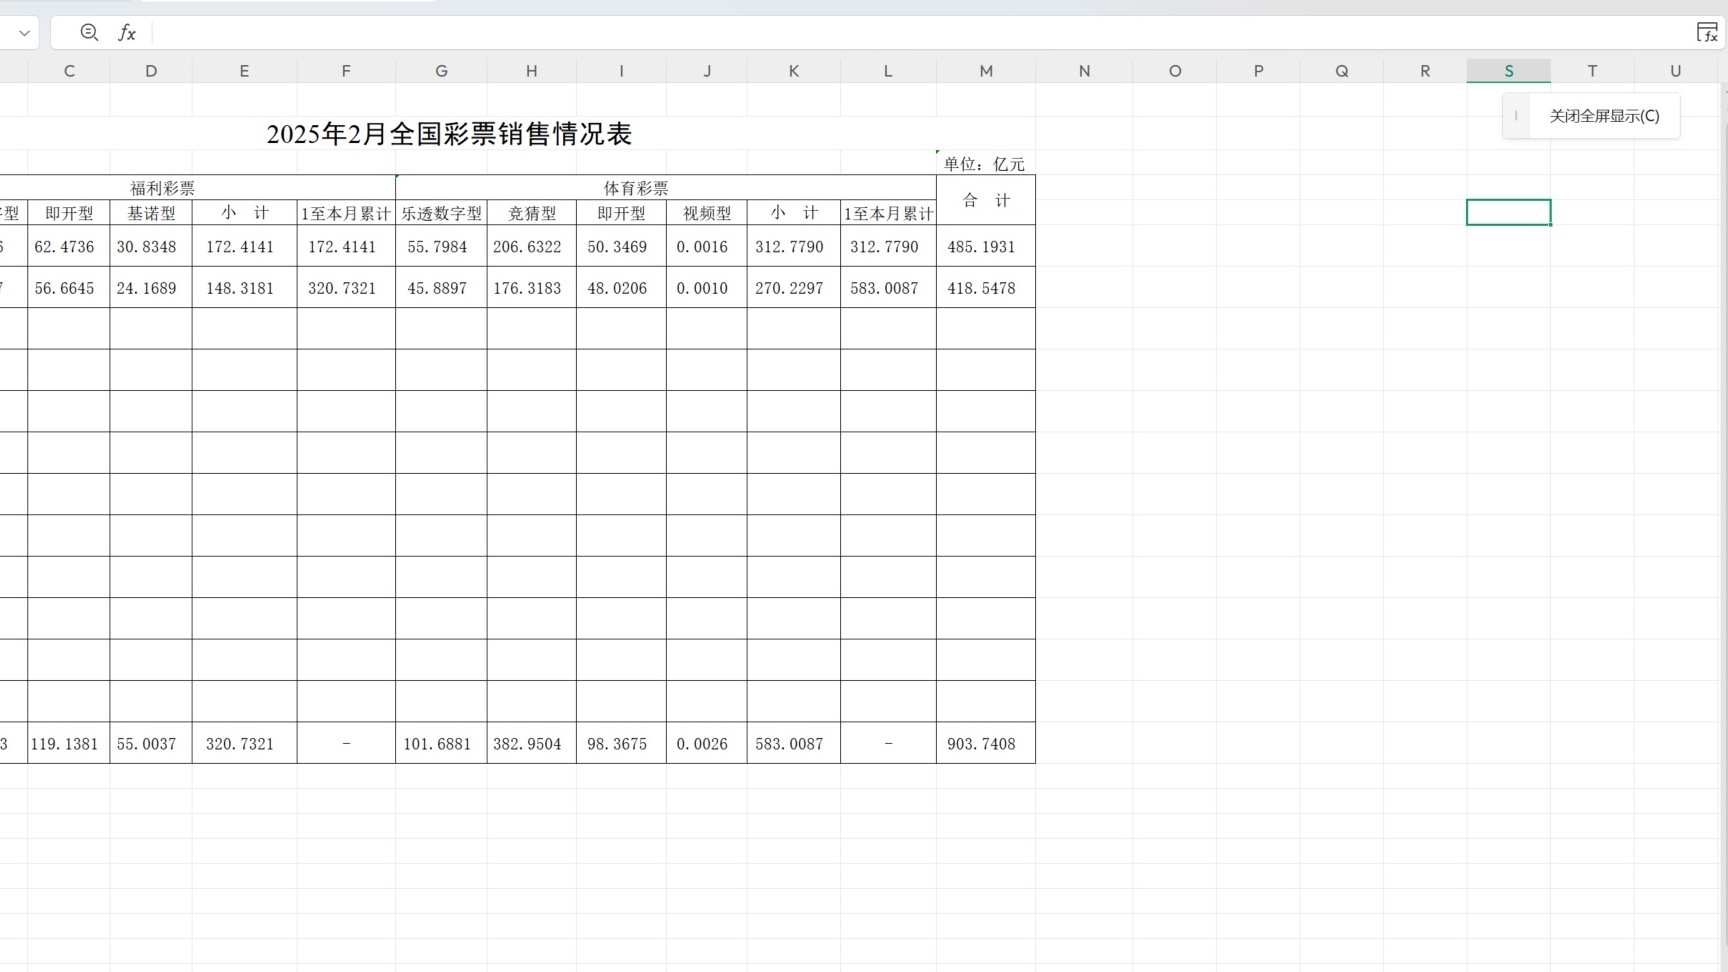 fx
C D E F G H I J K L M N O P Q R S T U
关闭全屏显示(C)
2025年2月全国彩票销售情况表
单位：亿元
福利彩票 体育彩票 合 计
型 即开型 基诺型 小 计 1至本月累计 乐透数字型 竞猜型 即开型 视频型 小 计 1至本月累计
62.4736 30.8348 172.4141 172.4141 55.7984 206.6322 50.3469 0.0016 312.7790 312.7790 485.1931
7 56.6645 24.1689 148.3181 320.7321 45.8897 176.3183 48.0206 0.0010 270.2297 583.0087 418.5478
3 119.1381 55.0037 320.7321 － 101.6881 382.9504 98.3675 0.0026 583.0087 － 903.7408